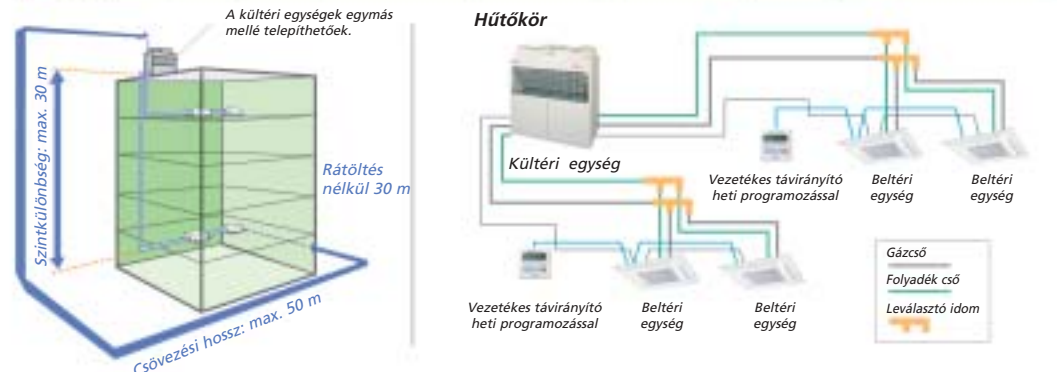 A kültéri egységek egymás
mellé telepíthetőek.
Szintkülönbség: max. 30 m
Rátöltés
nélkül 30 m
Csövezési hossz: max. 50 m
Hűtőkör
Kültéri egység
Vezetékes távirányító
heti programozással
Beltéri
egység
Beltéri
egység
Vezetékes távirányító
heti programozással
Beltéri
egység
Beltéri
egység
Gázcső
Folyadék cső
Leválasztó idom